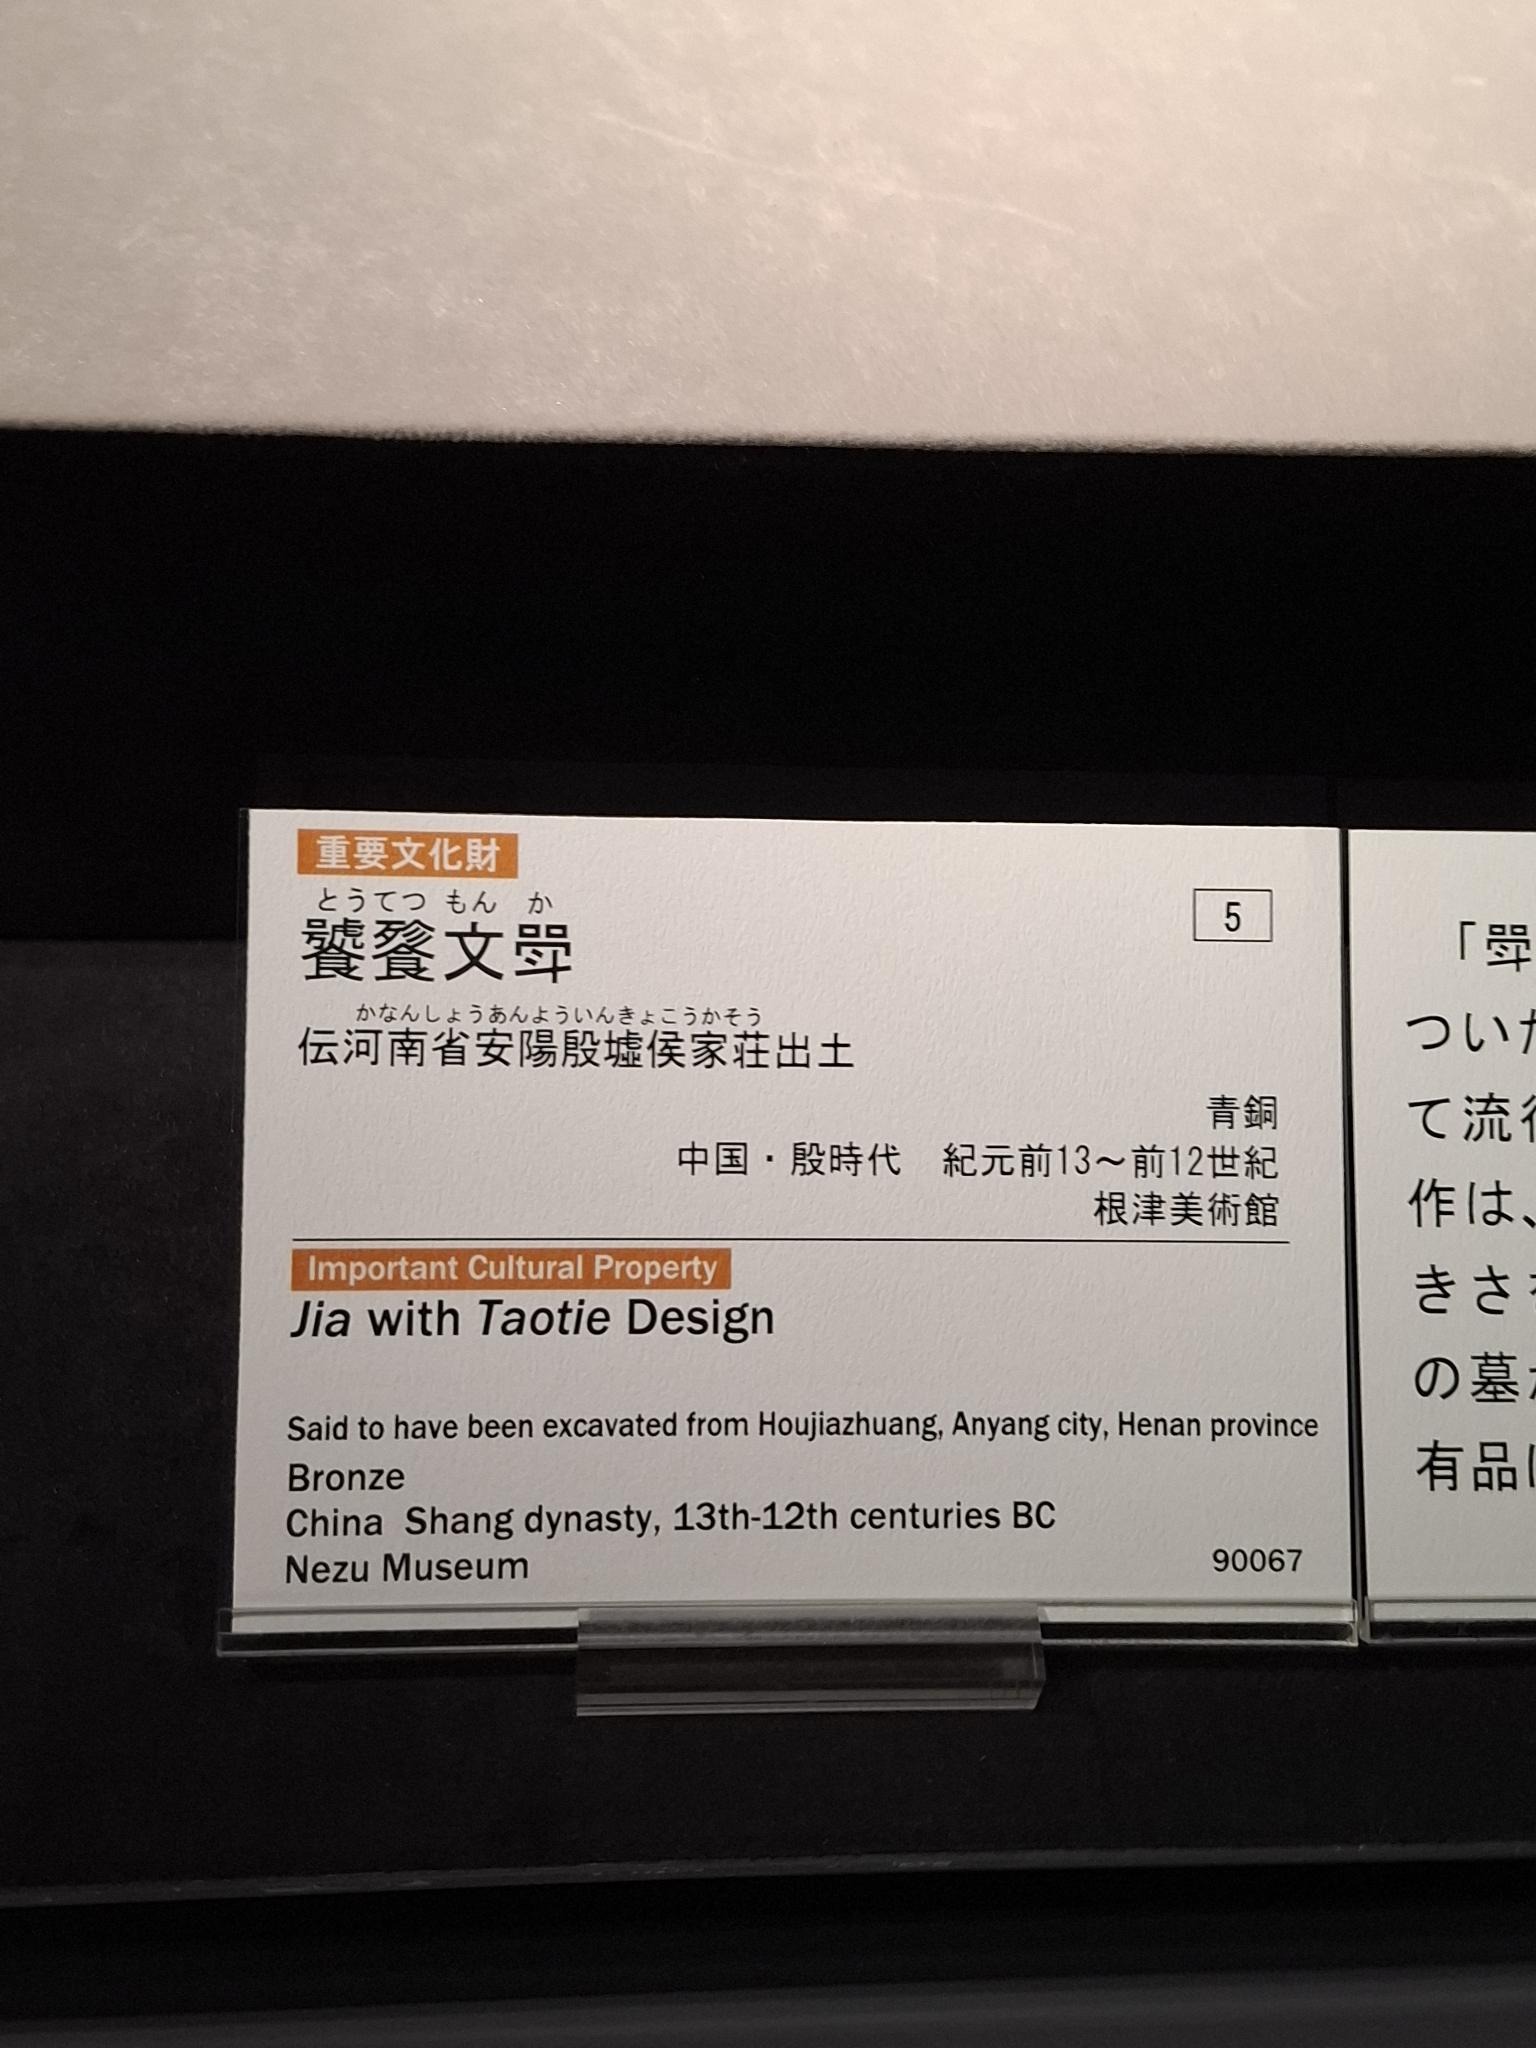 重要文化財
とうてつ もん か
饕餮文斝
5
かなんしょうあんよういんきょこうかそう
伝河南省安陽殷墟侯家荘出土
青銅
中国・殷時代　紀元前13～前12世紀
根津美術館
Important Cultural Property
Jia with Taotie Design
Said to have been excavated from Houjiazhuang, Anyang city, Henan province
Bronze
China Shang dynasty, 13th-12th centuries BC
Nezu Museum
90067
「斝
つい
て流
作は、
きさ
の墓
有品